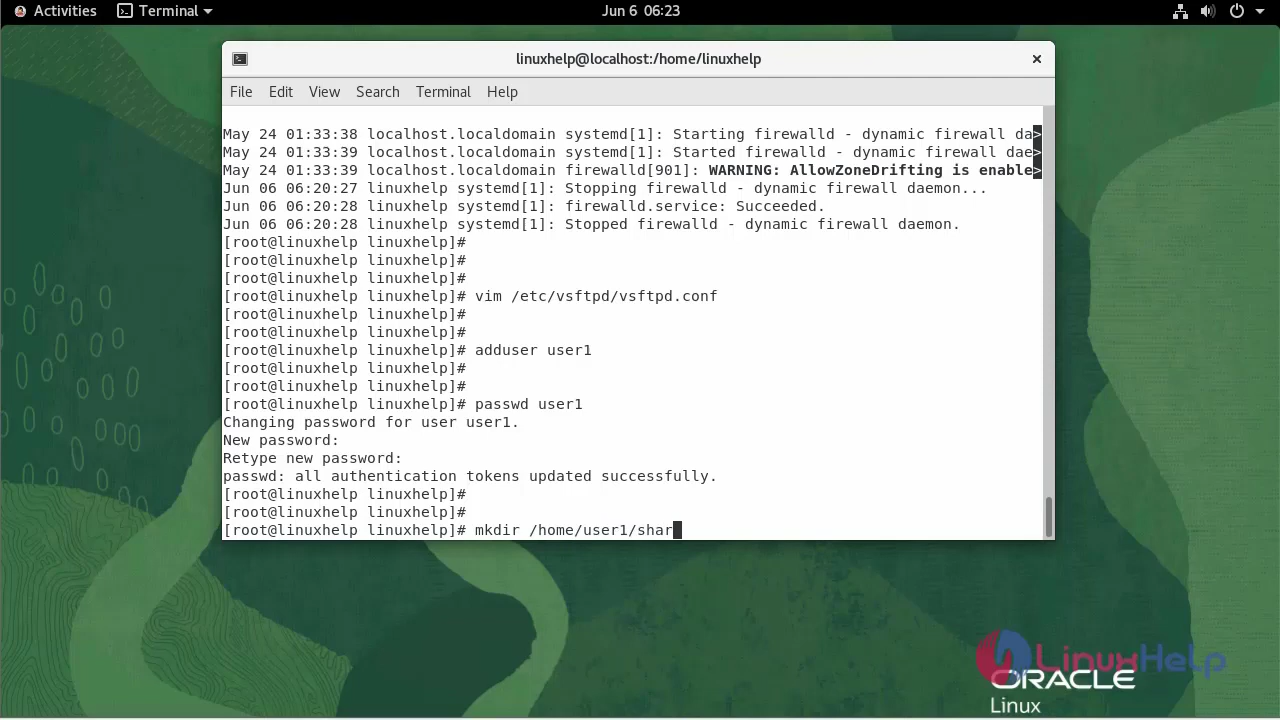 Activities
Terminal
Jun 6 06:23
linuxhelp@localhost:/home/linuxhelp
File Edit View Search Terminal Help
May 24 01:33:38 localhost.localdomain systemd[1]: Starting firewalld - dynamic firewall da>
May 24 01:33:39 localhost.localdomain systemd[1]: Started firewalld - dynamic firewall dae>
May 24 01:33:39 localhost.localdomain firewalld[901]: WARNING: AllowZoneDrifting is enable>
Jun 06 06:20:27 linuxhelp systemd[1]: Stopping firewalld - dynamic firewall daemon...
Jun 06 06:20:28 linuxhelp systemd[1]: firewalld.service: Succeeded.
Jun 06 06:20:28 linuxhelp systemd[1]: Stopped firewalld - dynamic firewall daemon.
[root@linuxhelp linuxhelp]#
[root@linuxhelp linuxhelp]#
[root@linuxhelp linuxhelp]#
[root@linuxhelp linuxhelp]# vim /etc/vsftpd/vsftpd.conf
[root@linuxhelp linuxhelp]#
[root@linuxhelp linuxhelp]#
[root@linuxhelp linuxhelp]# adduser user1
[root@linuxhelp linuxhelp]#
[root@linuxhelp linuxhelp]#
[root@linuxhelp linuxhelp]# passwd user1
Changing password for user user1.
New password:
Retype new password:
passwd: all authentication tokens updated successfully.
[root@linuxhelp linuxhelp]#
[root@linuxhelp linuxhelp]#
[root@linuxhelp linuxhelp]# mkdir /home/user1/shar
LinuxHelp
ORACLE
Linux